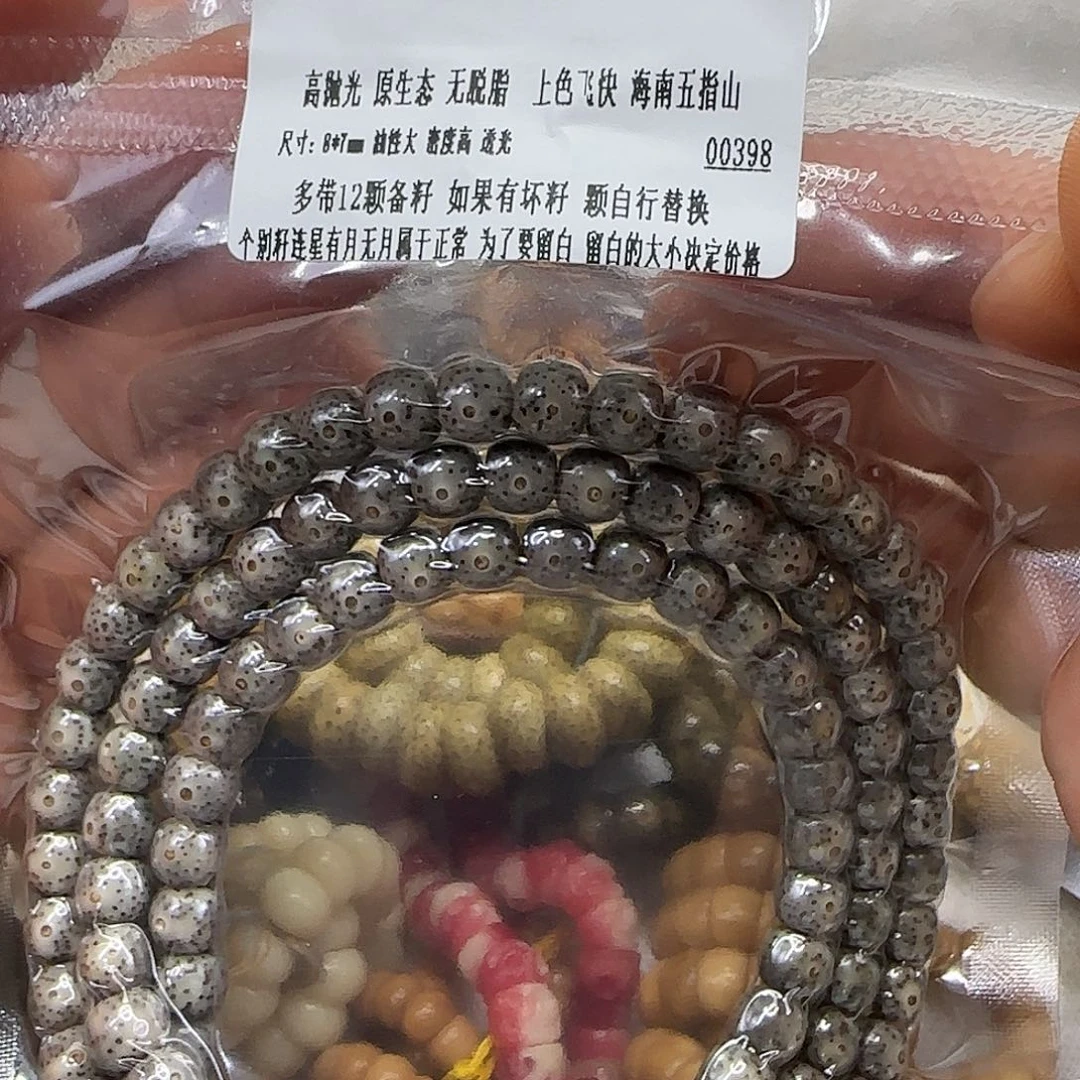 高抛光 原生态 无脱脂 上色飞快 海南五指山
尺寸：8*7mm 油性大 密度高 透光
00398
多带12颗备籽 如果有坏籽 颗自行替换
个别籽连星有月无月属于正常 为了要留白 留白的大小决定价格